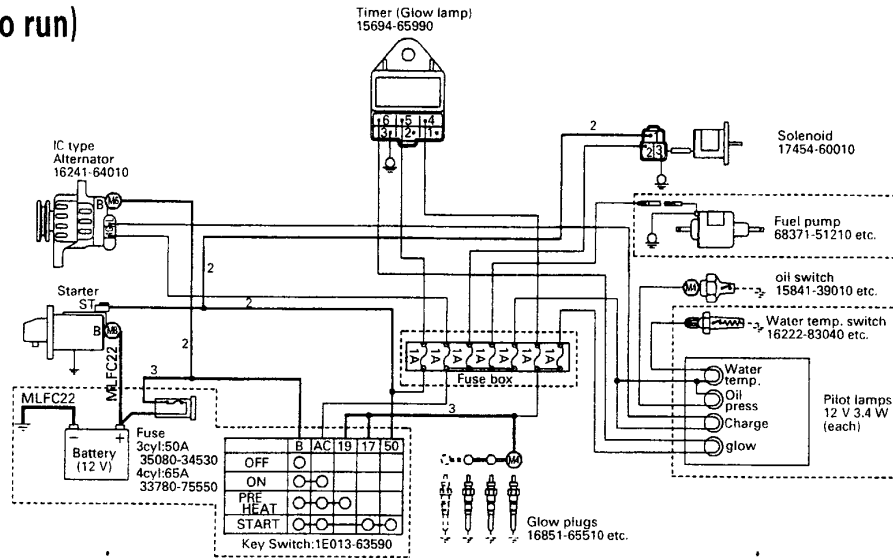 o run)
Timer (Glow lamp)
15694-65990
6 5 4
3 2 1
IC type
Alternator
16241-64010
B
M6
2
2
3
Solenoid
17454-60010
Fuel pump
68371-51210 etc.
M4
oil switch
15841-39010 etc.
Water temp. switch
16222-83040 etc.
2
Starter
ST
B
M8
2
2
MLFC22
3
1A 1A 1A 1A 1A 1A 1A
Fuse box
Water
temp.
Oil
press
Charge
glow
Pilot lamps
12 V 3.4 W
(each)
MLFC22
Battery
(12 V)
− +
Fuse
3cyl:50A
35080-34530
4cyl:65A
33780-75550
3
B AC 19 17 50
OFF
ON
PRE
HEAT
START
Key Switch:1E013-63590
M4
Glow plugs
16851-65510 etc.